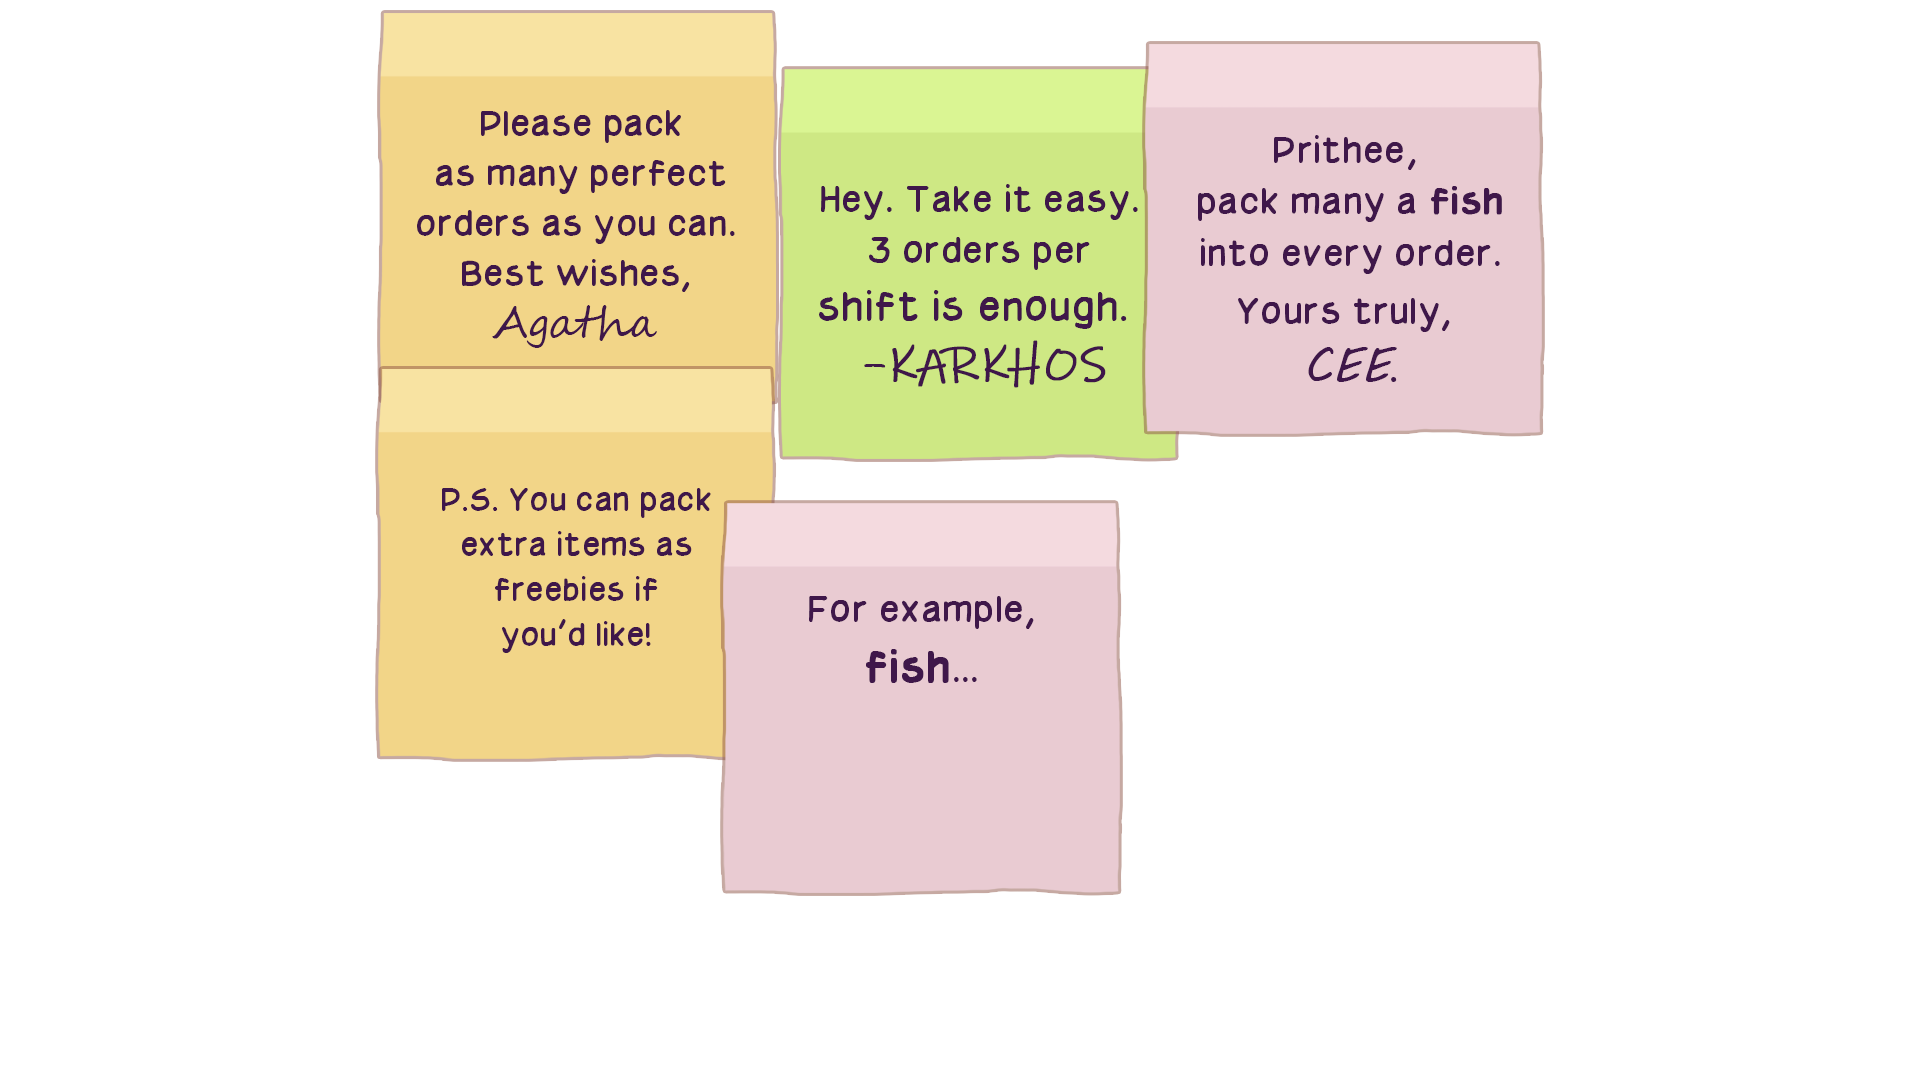 Please pack
as many perfect
orders as you can.
Best wishes,
Agatha
Hey. Take it easy.
3 orders per
shift is enough.
-KARKHOS
Prithee,
pack many a fish
into every order.
Yours truly,
CEE.
P.S. You can pack
extra items as
freebies if
you'd like!
For example,
fish...